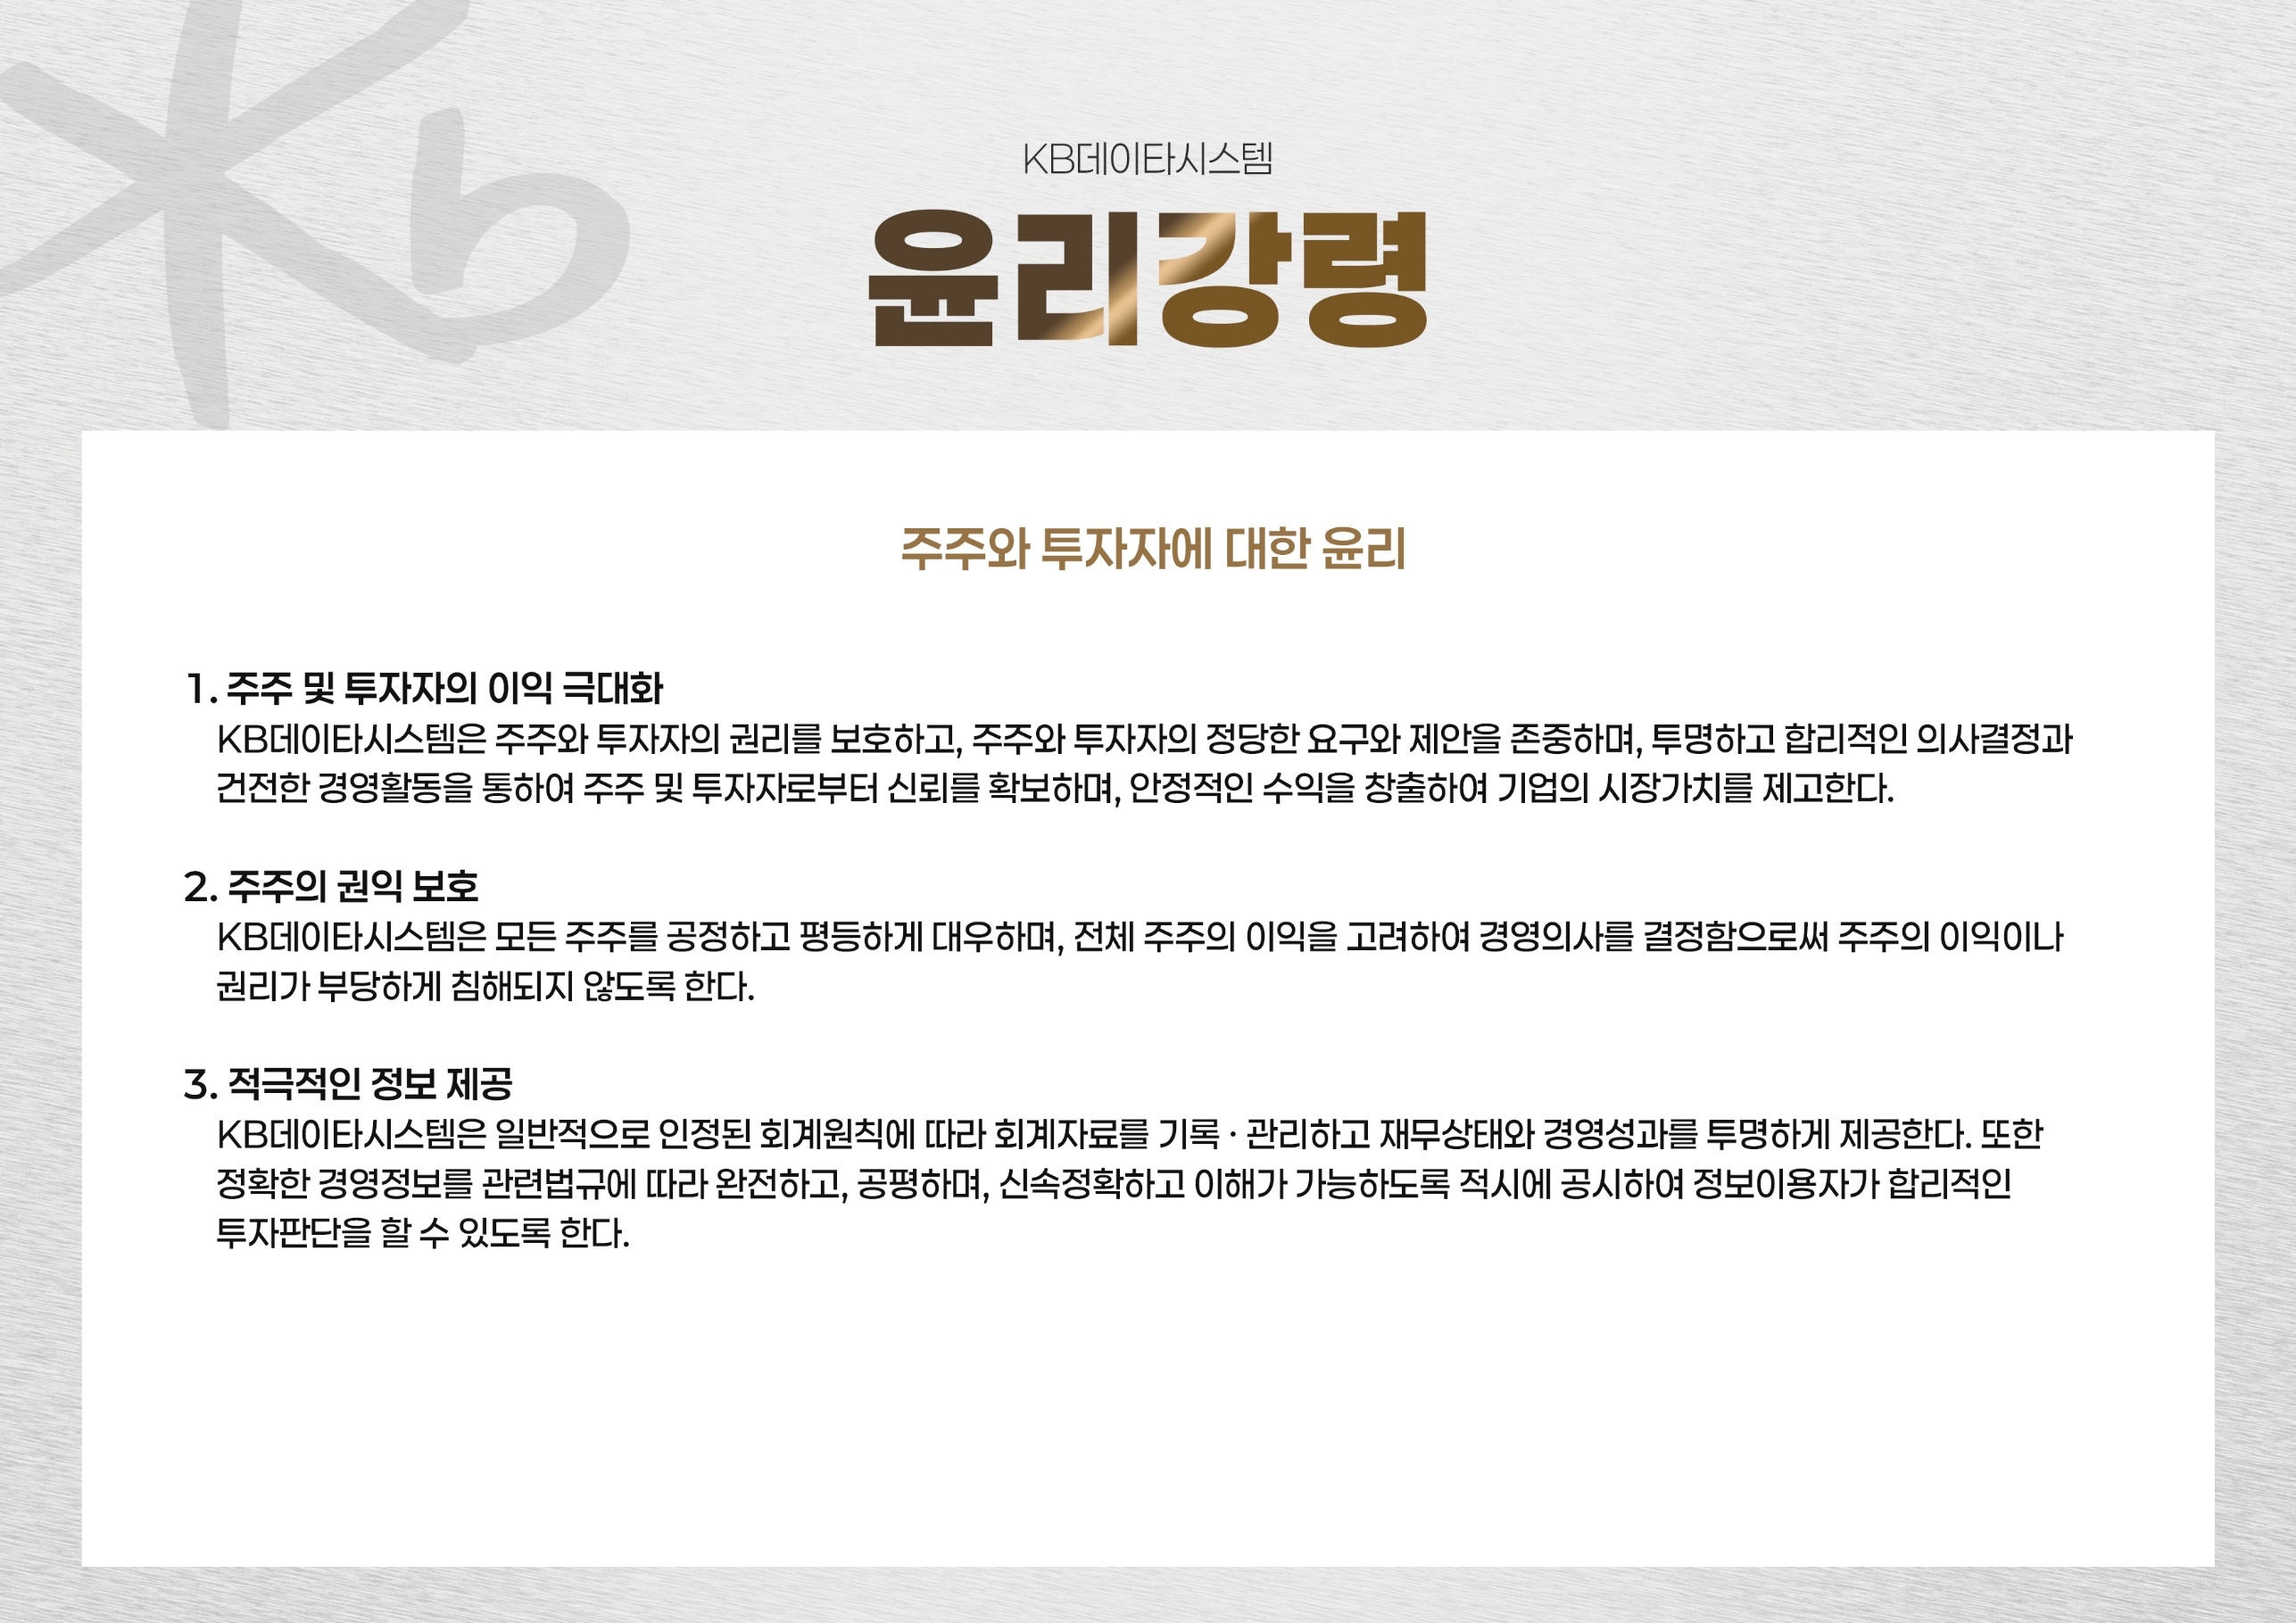 Kb
KB데이타시스템
윤리강령
주주와 투자자에 대한 윤리
1. 주주 및 투자자의 이익 극대화
KB데이타시스템은 주주와 투자자의 권리를 보호하고, 주주와 투자자의 정당한 요구와 제안을 존중하며, 투명하고 합리적인 의사결정과
건전한 경영활동을 통하여 주주 및 투자자로부터 신뢰를 확보하며, 안정적인 수익을 창출하여 기업의 시장가치를 제고한다.
2. 주주의 권익 보호
KB데이타시스템은 모든 주주를 공정하고 평등하게 대우하며, 전체 주주의 이익을 고려하여 경영의사를 결정함으로써 주주의 이익이나
권리가 부당하게 침해되지 않도록 한다.
3. 적극적인 정보 제공
KB데이타시스템은 일반적으로 인정된 회계원칙에 따라 회계자료를 기록 · 관리하고 재무상태와 경영성과를 투명하게 제공한다. 또한
정확한 경영정보를 관련법규에 따라 완전하고, 공평하며, 신속정확하고 이해가 가능하도록 적시에 공시하여 정보이용자가 합리적인
투자판단을 할 수 있도록 한다.